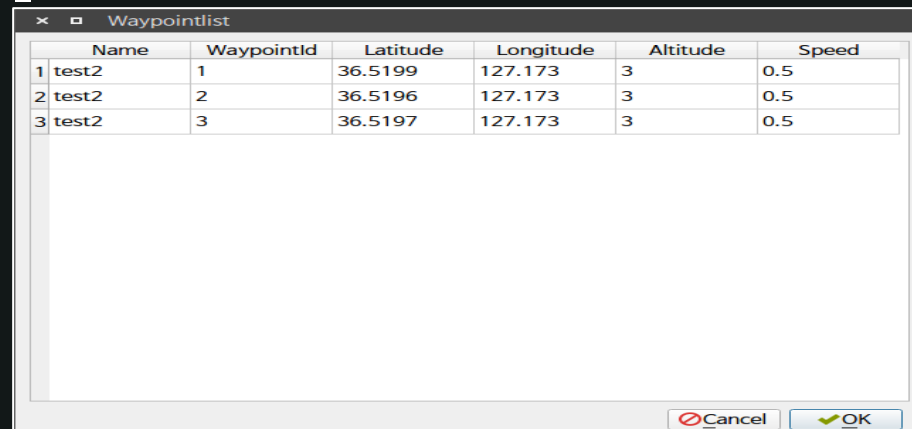 Waypointlist
Name WaypointId Latitude Longitude Altitude Speed
1 test2 1 36.5199 127.173 3 0.5
2 test2 2 36.5196 127.173 3 0.5
3 test2 3 36.5197 127.173 3 0.5
Cancel OK